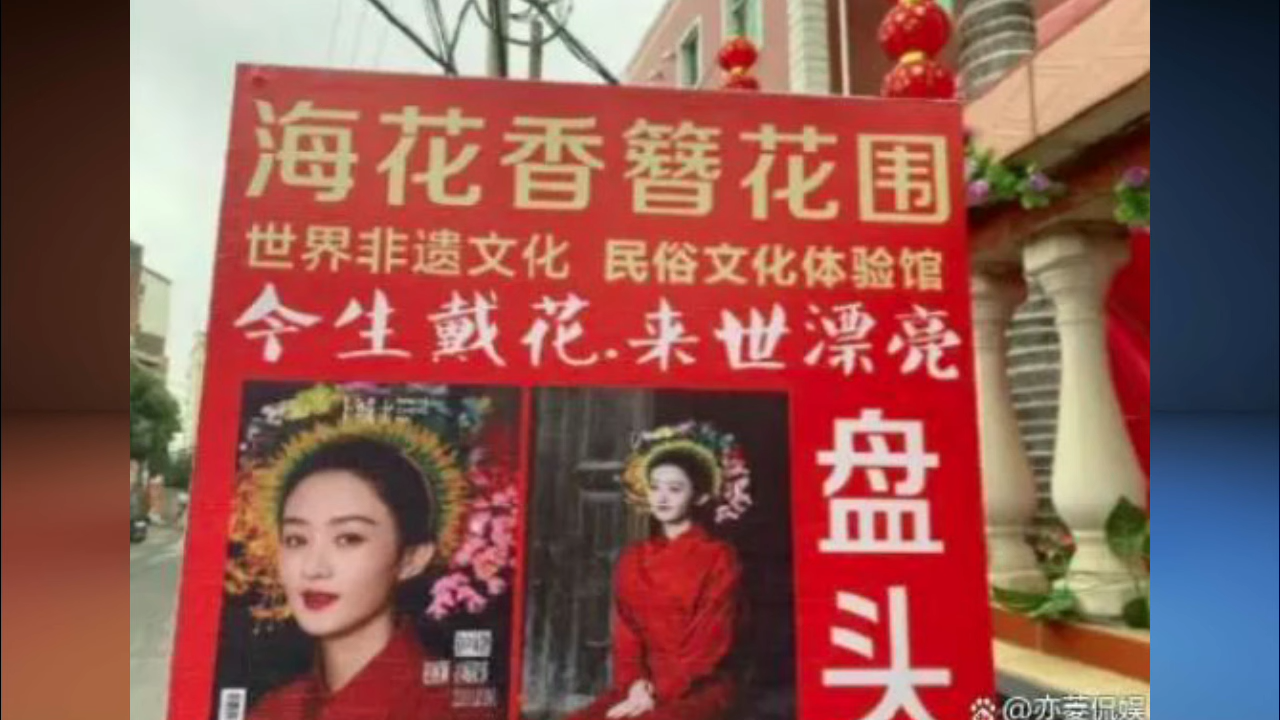 海花香簪花围
世界非遗文化 民俗文化体验馆
今生戴花.来世漂亮
盘头
@亦菱侃娱